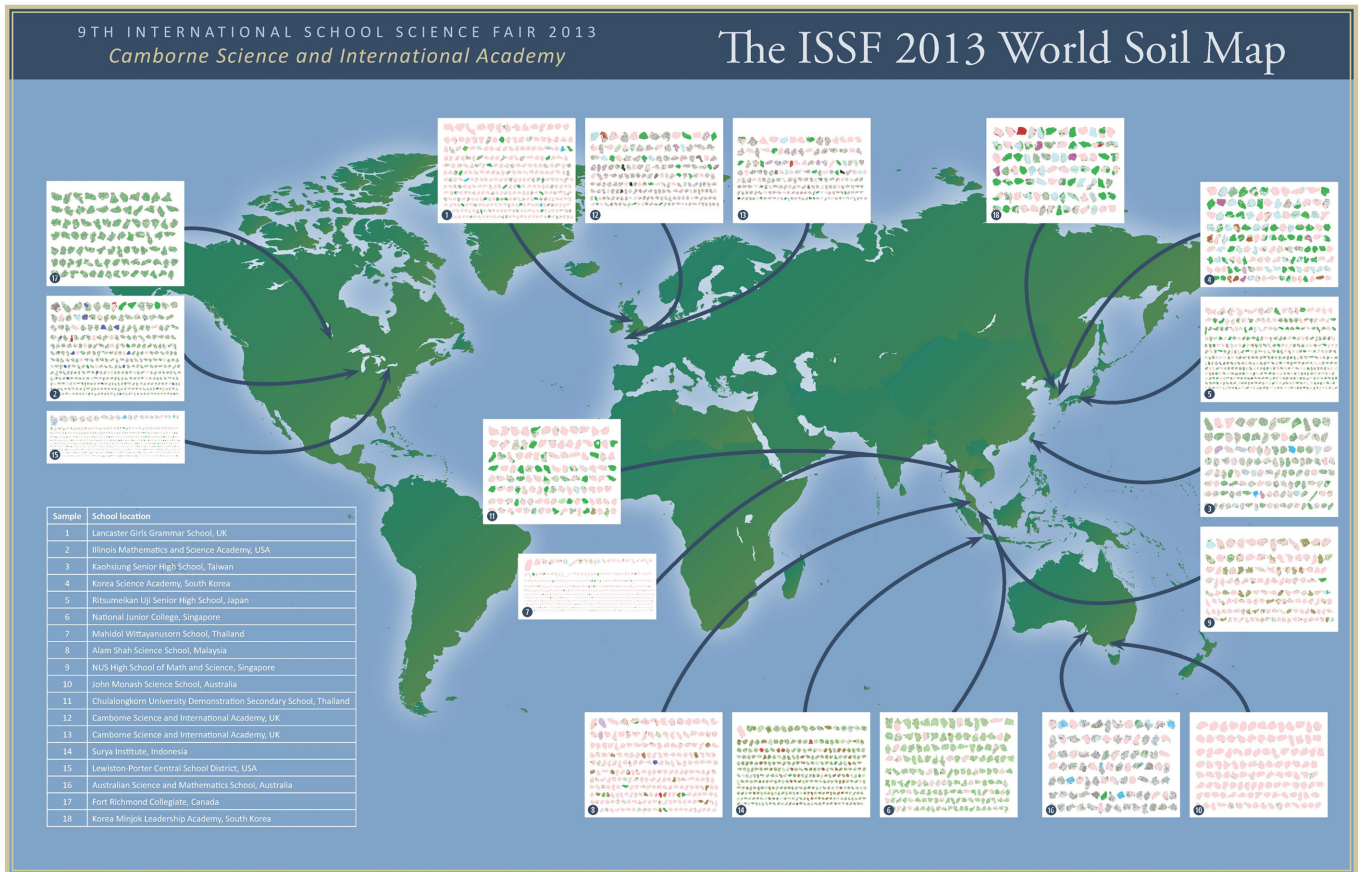 9TH INTERNATIONAL SCHOOL SCIENCE FAIR 2013
Camborne Science and International Academy
The ISSF 2013 World Soil Map
1
12
13
18
17
4
2
5
15
3
11
7
9
Sample School location
1 Lancaster Girls Grammar School, UK
2 Illinois Mathematics and Science Academy, USA
3 Kaohsiung Senior High School, Taiwan
4 Korea Science Academy, South Korea
5 Ritsumeikan Uji Senior High School, Japan
6 National Junior College, Singapore
7 Mahidol Wittayanusorn School, Thailand
8 Alam Shah Science School, Malaysia
9 NUS High School of Math and Science, Singapore
10 John Monash Science School, Australia
11 Chulalongkorn University Demonstration Secondary School, Thailand
12 Camborne Science and International Academy, UK
13 Camborne Science and International Academy, UK
14 Surya Institute, Indonesia
15 Lewiston-Porter Central School District, USA
16 Australian Science and Mathematics School, Australia
17 Fort Richmond Collegiate, Canada
18 Korea Minjok Leadership Academy, South Korea
8
14
6
16
10